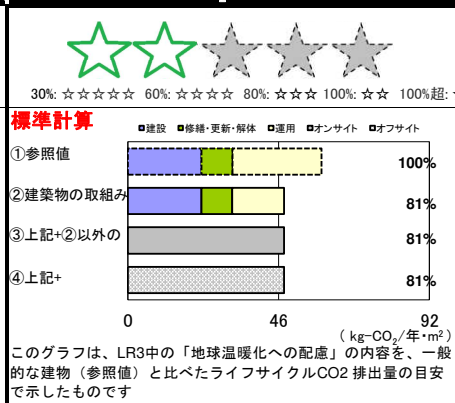 30%: ☆☆☆☆☆ 60%: ☆☆☆☆ 80%: ☆☆☆ 100%: ☆☆ 100%超:
標準計算
■建設 ■修繕・更新・解体 □運用 ■オンサイト ■オフサイト
①参照値 100%
②建築物の取組み 81%
③上記+②以外の 81%
④上記+ 81%
0 46 92
( kg-CO₂/年・m² )
このグラフは、LR3中の「地球温暖化への配慮」の内容を、一般
的な建物（参照値）と比べたライフサイクルCO2 排出量の目安
で示したものです